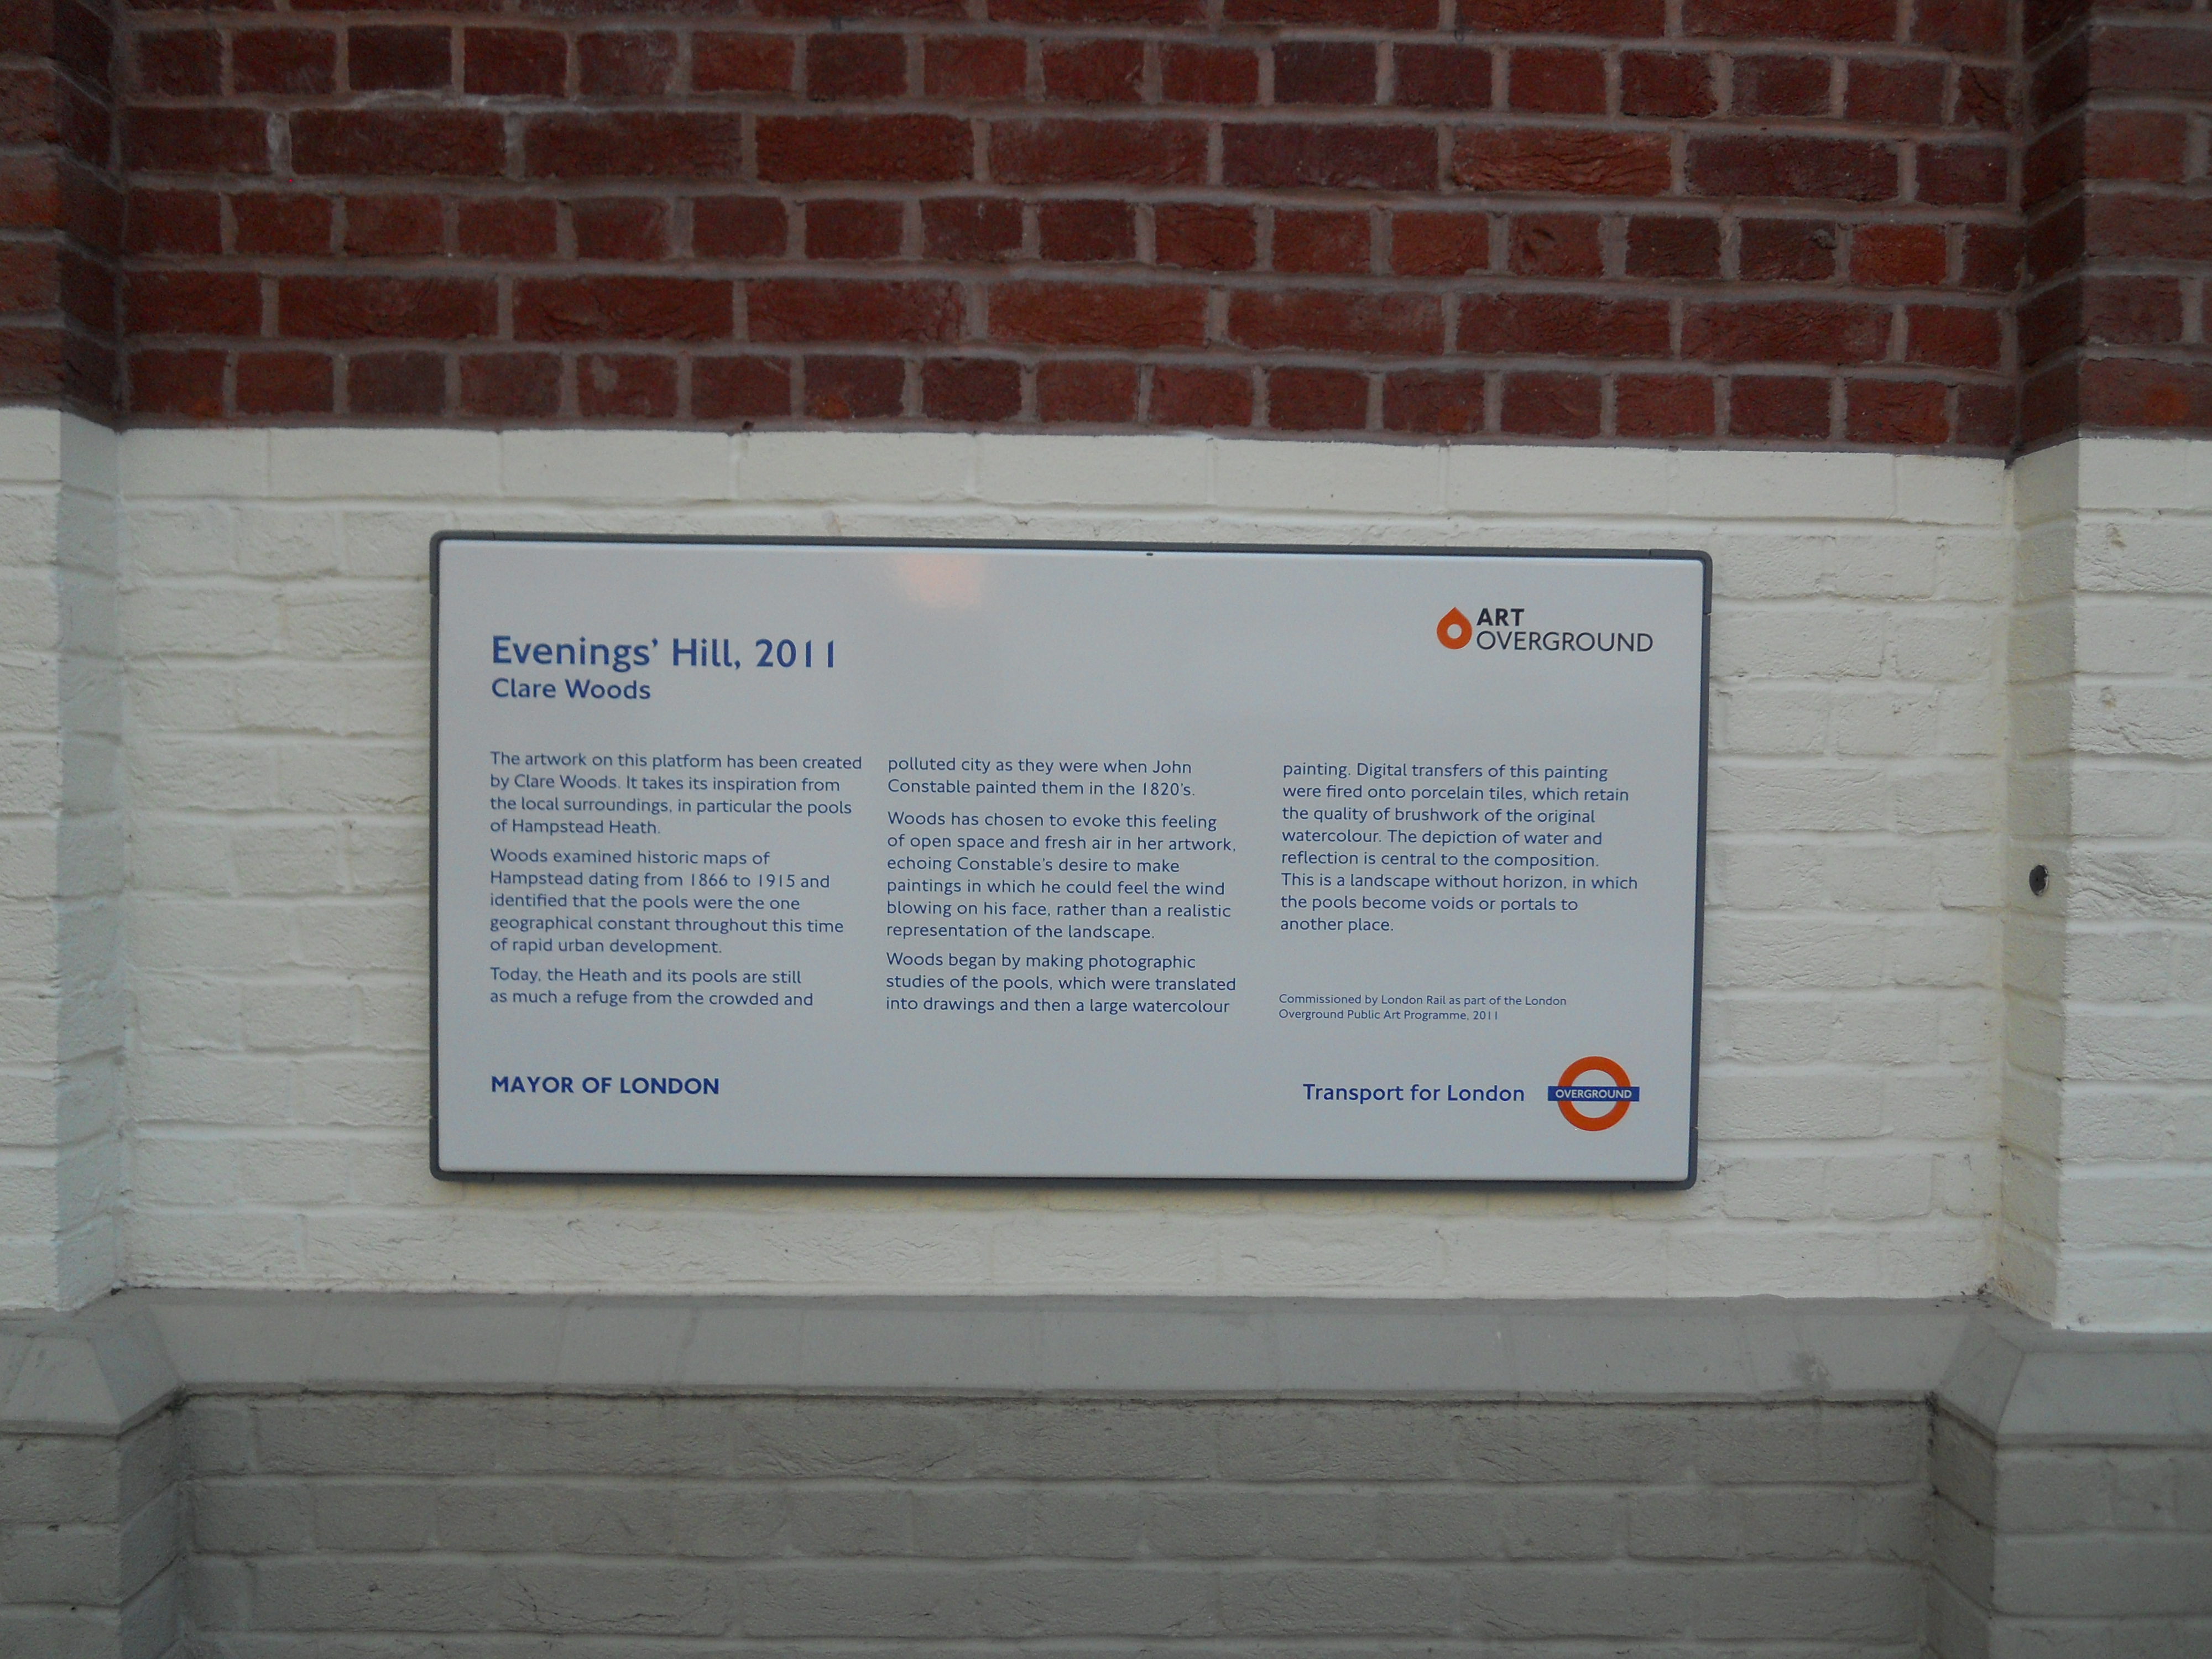 Evenings’ Hill, 2011
Clare Woods
ART
OVERGROUND
The artwork on this platform has been created
by Clare Woods. It takes its inspiration from
the local surroundings, in particular the pools
of Hampstead Heath.
Woods examined historic maps of
Hampstead dating from 1866 to 1915 and
identified that the pools were the one
geographical constant throughout this time
of rapid urban development.
Today, the Heath and its pools are still
as much a refuge from the crowded and
polluted city as they were when John
Constable painted them in the 1820’s.
Woods has chosen to evoke this feeling
of open space and fresh air in her artwork,
echoing Constable’s desire to make
paintings in which he could feel the wind
blowing on his face, rather than a realistic
representation of the landscape.
Woods began by making photographic
studies of the pools, which were translated
into drawings and then a large watercolour
painting. Digital transfers of this painting
were fired onto porcelain tiles, which retain
the quality of brushwork of the original
watercolour. The depiction of water and
reflection is central to the composition.
This is a landscape without horizon, in which
the pools become voids or portals to
another place.
Commissioned by London Rail as part of the London
Overground Public Art Programme, 2011
MAYOR OF LONDON
Transport for London
OVERGROUND